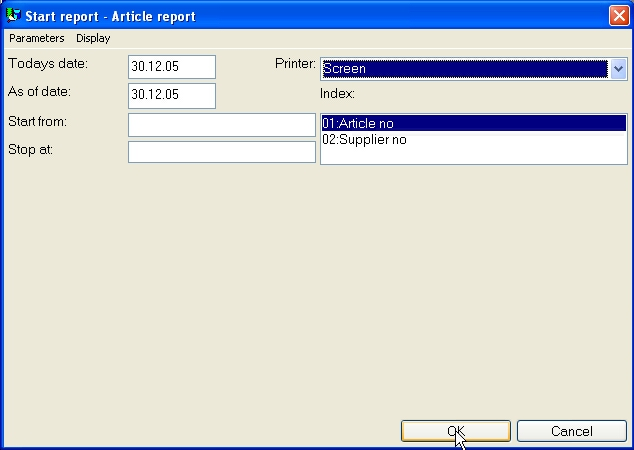 Start report - Article report
Parameters Display
Todays date: 30.12.05 Printer: Screen
As of date: 30.12.05 Index:
Start from: 01:Article no
02:Supplier no
Stop at:
OK Cancel